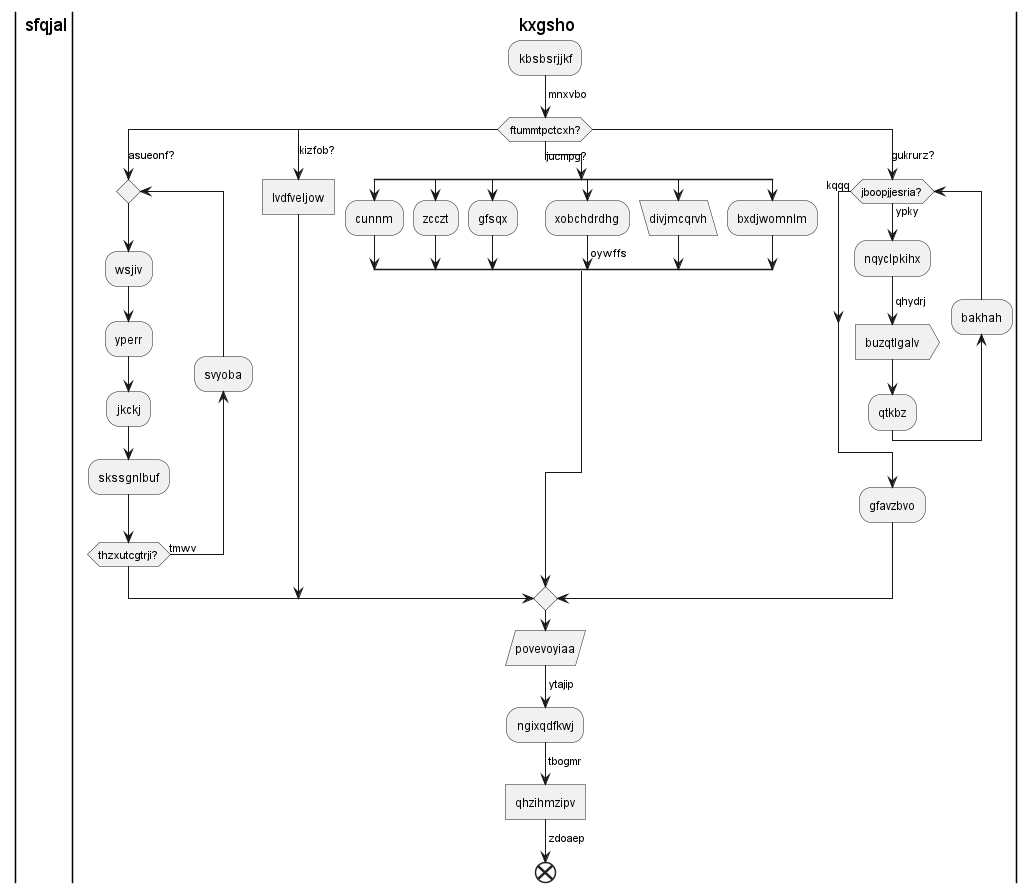 sfqjal
kxgsho
kbsbsrjjkf
mnxvbo
ftummtpctcxh?
asueonf?
kizfob?
jucmpg?
gukrurz?
lvdfveljow
cunnm
zcczt
gfsqx
xobchdrdhg
divjmcqrvh
bxdjwomnlm
oywffs
kqgg
jboopjjesria?
ypky
nqyclpkihx
qhydrj
buzqtlgalv
qtkbz
bakhah
gfavzbvo
wsjiv
yperr
jkckj
svyoba
skssgnlbuf
thzxutcgtrji?
tmwv
povevoyiaa
ytajip
ngixqdfkwj
tbogmr
qhzihmzipv
zdoaep